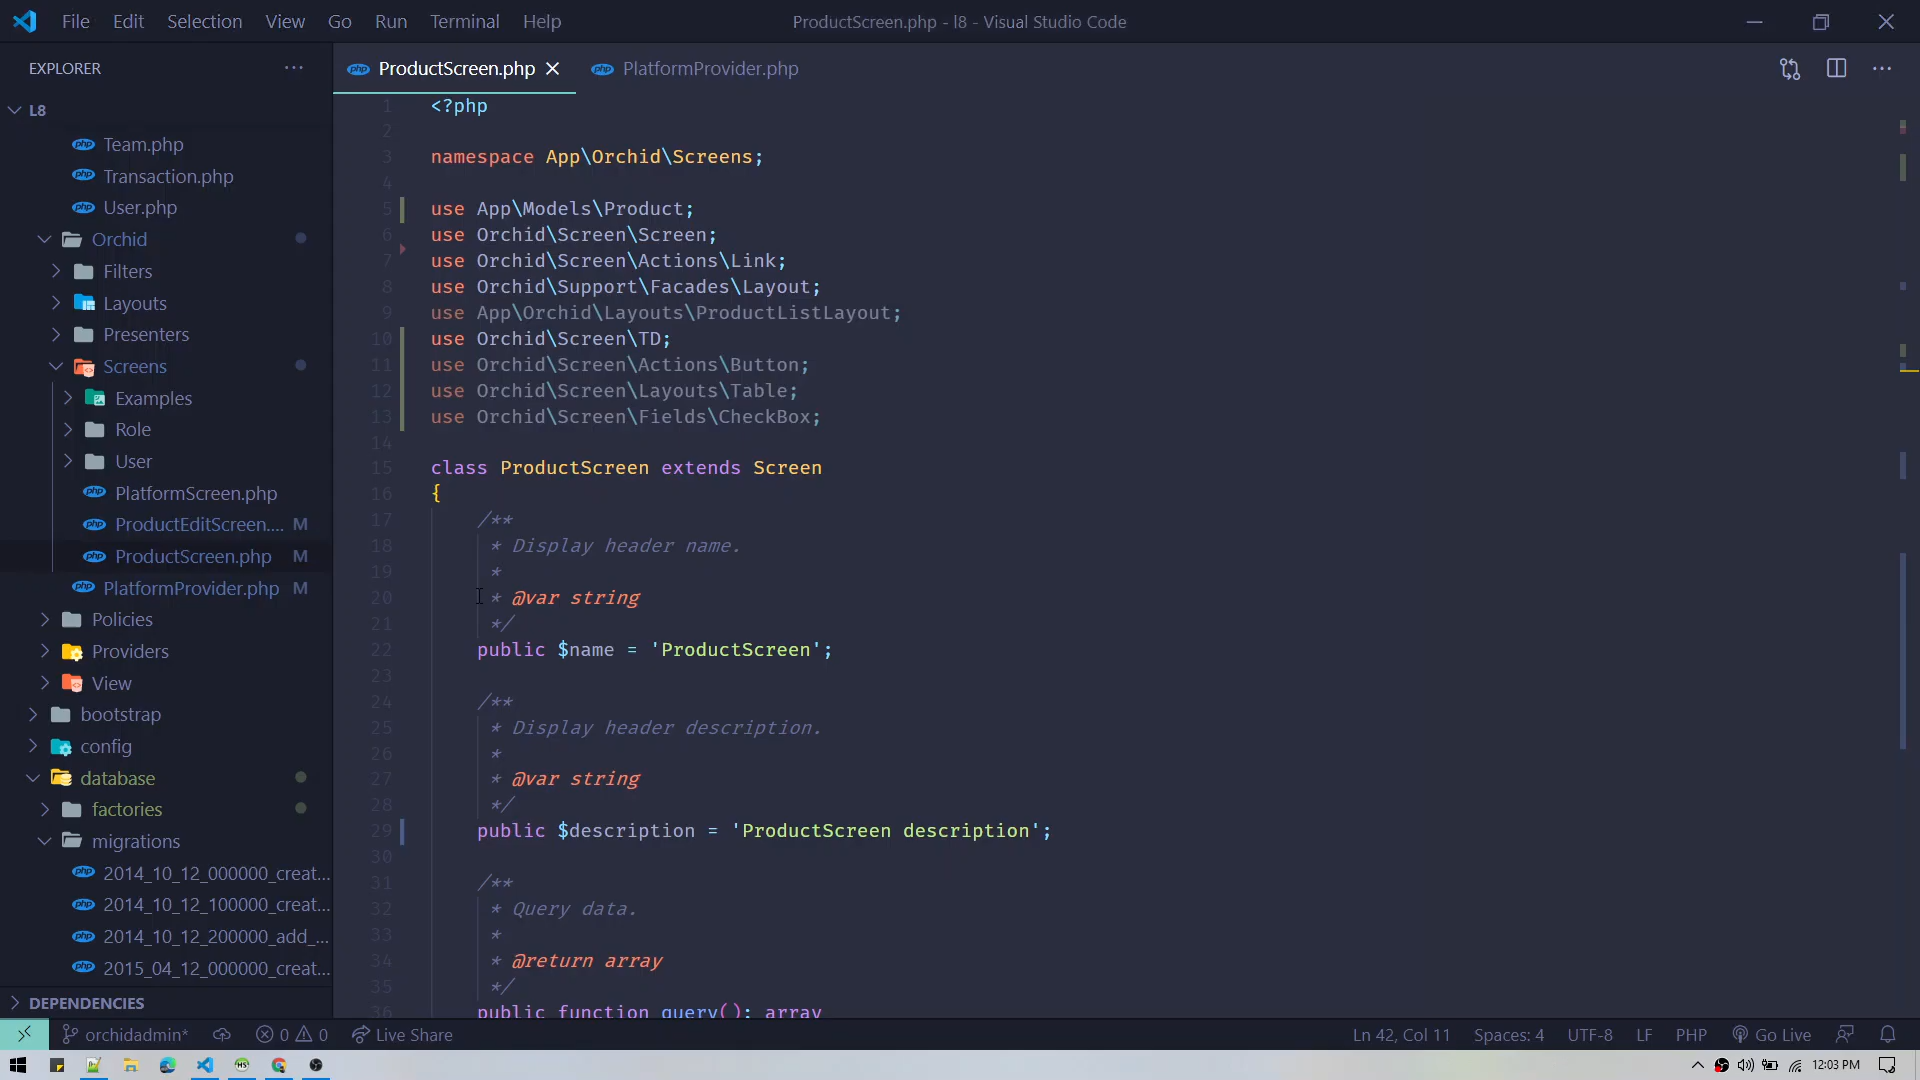 File Edit Selection View Go Run Terminal Help
ProductScreen.php - l8 - Visual Studio Code
EXPLORER
ProductScreen.php
PlatformProvider.php
L8
Team.php
Transaction.php
User.php
Orchid
Filters
Layouts
Presenters
Screens
Examples
Role
User
PlatformScreen.php
ProductEditScreen.... M
ProductScreen.php M
PlatformProvider.php M
Policies
Providers
View
bootstrap
config
database
factories
migrations
2014_10_12_000000_creat...
2014_10_12_100000_creat...
2014_10_12_200000_add_...
2015_04_12_000000_creat...
DEPENDENCIES
1 <?php
2
3 namespace App\Orchid\Screens;
4
5 use App\Models\Product;
6 use Orchid\Screen\Screen;
7 use Orchid\Screen\Actions\Link;
8 use Orchid\Support\Facades\Layout;
9 use App\Orchid\Layouts\ProductListLayout;
10 use Orchid\Screen\TD;
11 use Orchid\Screen\Actions\Button;
12 use Orchid\Screen\Layouts\Table;
13 use Orchid\Screen\Fields\CheckBox;
14
15 class ProductScreen extends Screen
16 {
17 /**
18 * Display header name.
19 *
20 * @var string
21 */
22 public $name = 'ProductScreen';
23
24 /**
25 * Display header description.
26 *
27 * @var string
28 */
29 public $description = 'ProductScreen description';
30
31 /**
32 * Query data.
33 *
34 * @return array
35 */
36 public function query(): array
orchidadmin* 0 0 Live Share
Ln 42, Col 11 Spaces: 4 UTF-8 LF PHP Go Live
12:03 PM